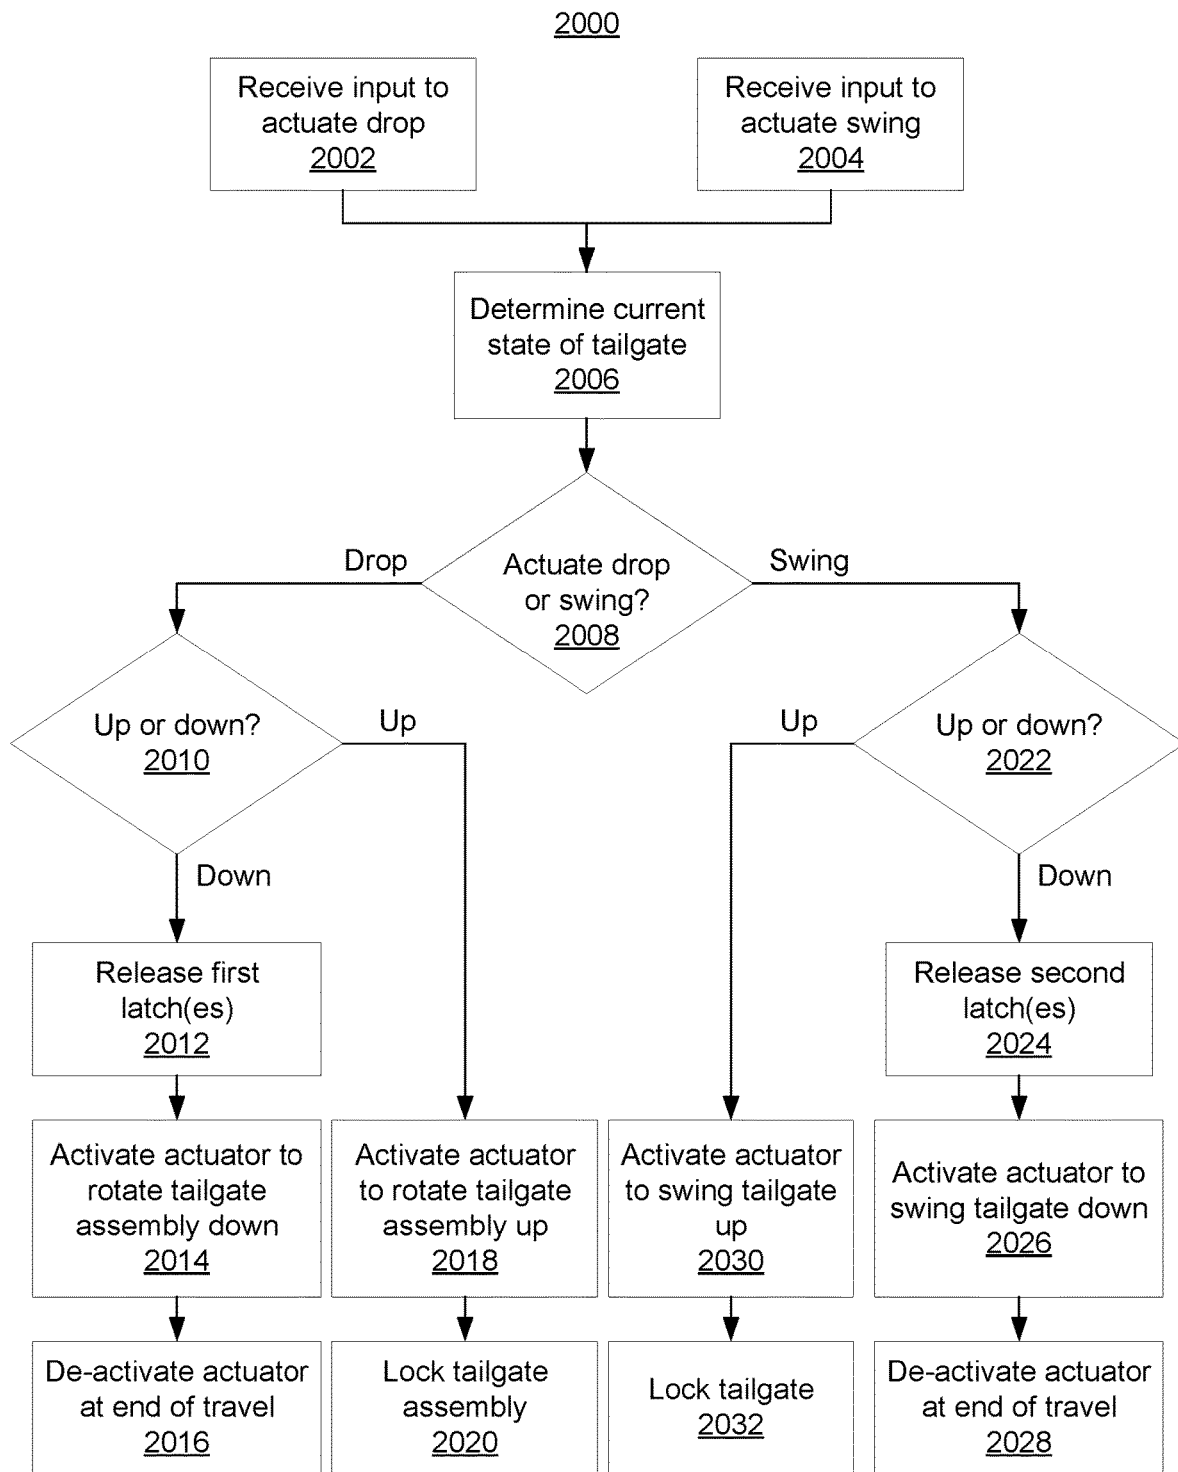 2000
Receive input to
actuate drop
2002
Receive input to
actuate swing
2004
Determine current
state of tailgate
2006
Drop
Actuate drop
or swing?
2008
Swing
Up or down?
2010
Up
Down
Up
Up or down?
2022
Down
Release first
latch(es)
2012
Release second
latch(es)
2024
Activate actuator to
rotate tailgate
assembly down
2014
Activate actuator
to rotate tailgate
assembly up
2018
Activate actuator
to swing tailgate
up
2030
Activate actuator to
swing tailgate down
2026
De-activate actuator
at end of travel
2016
Lock tailgate
assembly
2020
Lock tailgate
2032
De-activate actuator
at end of travel
2028